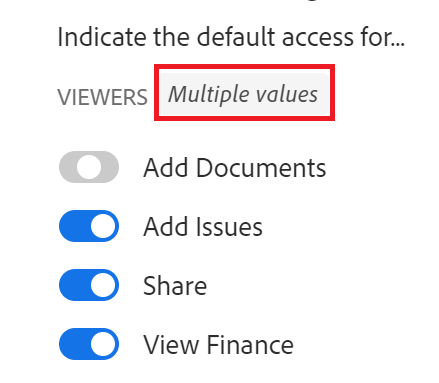 Indicate the default access for...
VIEWERS Multiple values
Add Documents
Add Issues
Share
View Finance